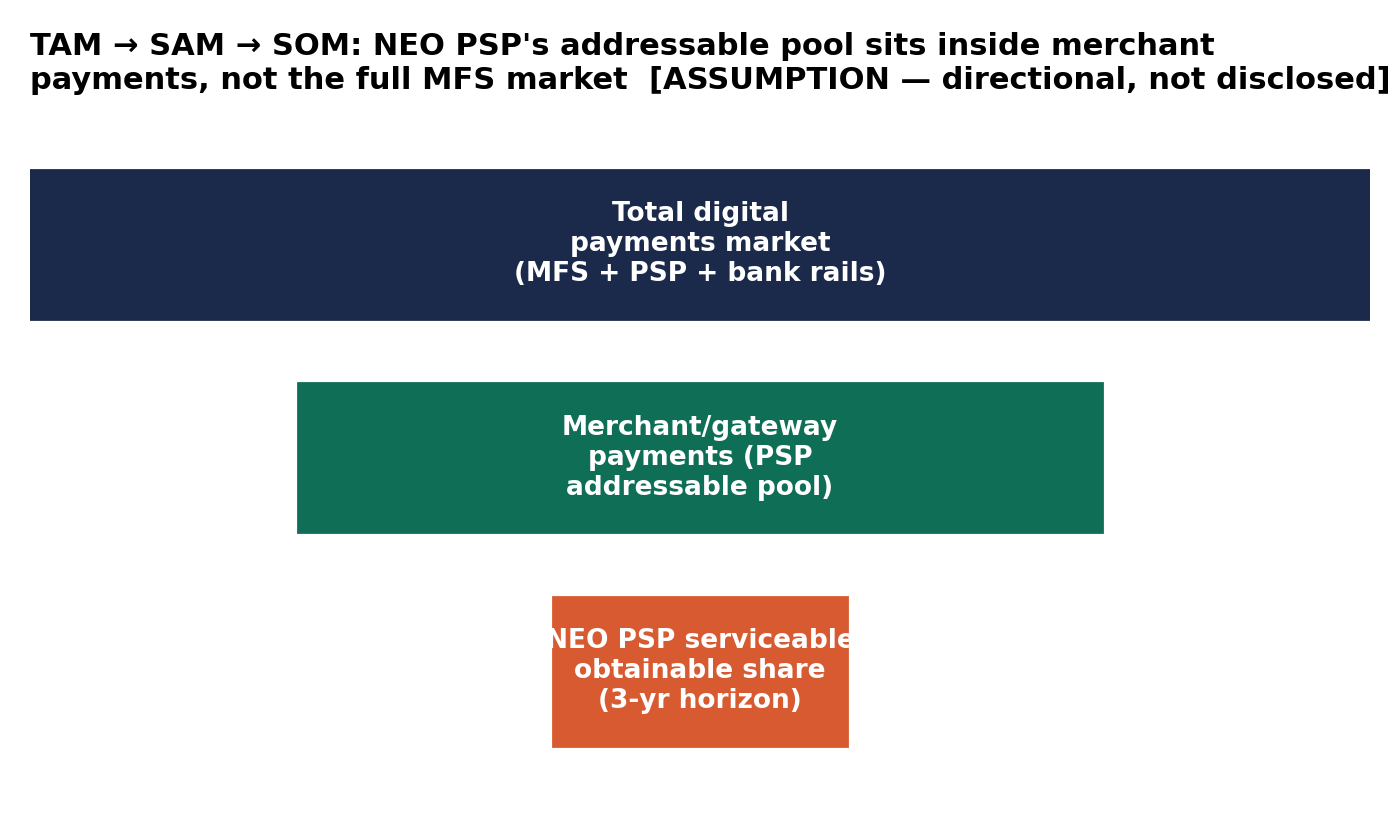 TAM → SAM → SOM: NEO PSP's addressable pool sits inside merchant
payments, not the full MFS market  [ASSUMPTION — directional, not disclosed]
Total digital
payments market
(MFS + PSP + bank rails)
Merchant/gateway
payments (PSP
addressable pool)
NEO PSP serviceable
obtainable share
(3-yr horizon)